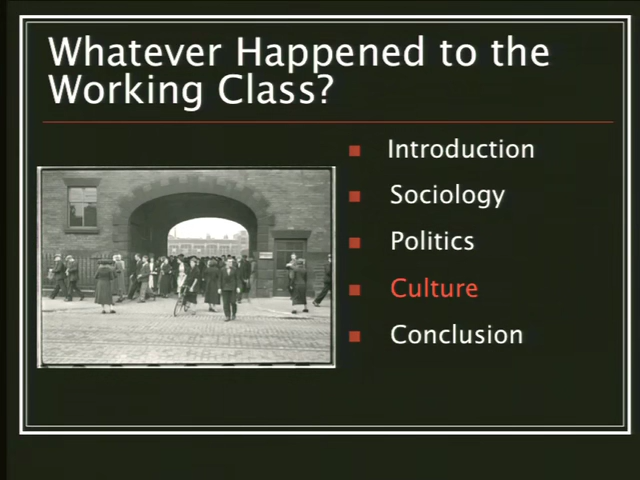 Whatever Happened to the
Working Class?
Introduction
Sociology
Politics
Culture
Conclusion